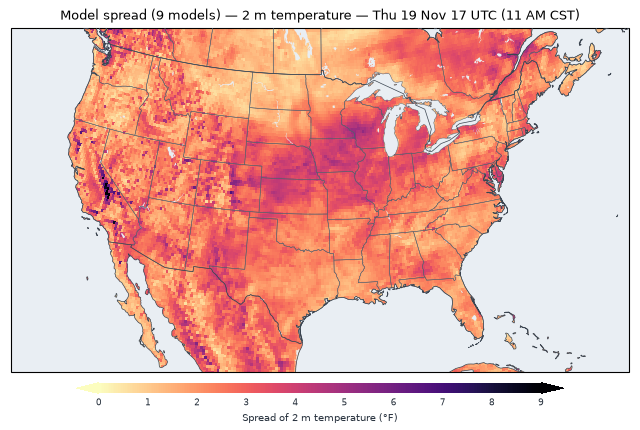 Model spread (9 models) — 2 m temperature — Thu 19 Nov 17 UTC (11 AM CST)
0 1 2 3 4 5 6 7 8 9
Spread of 2 m temperature (°F)